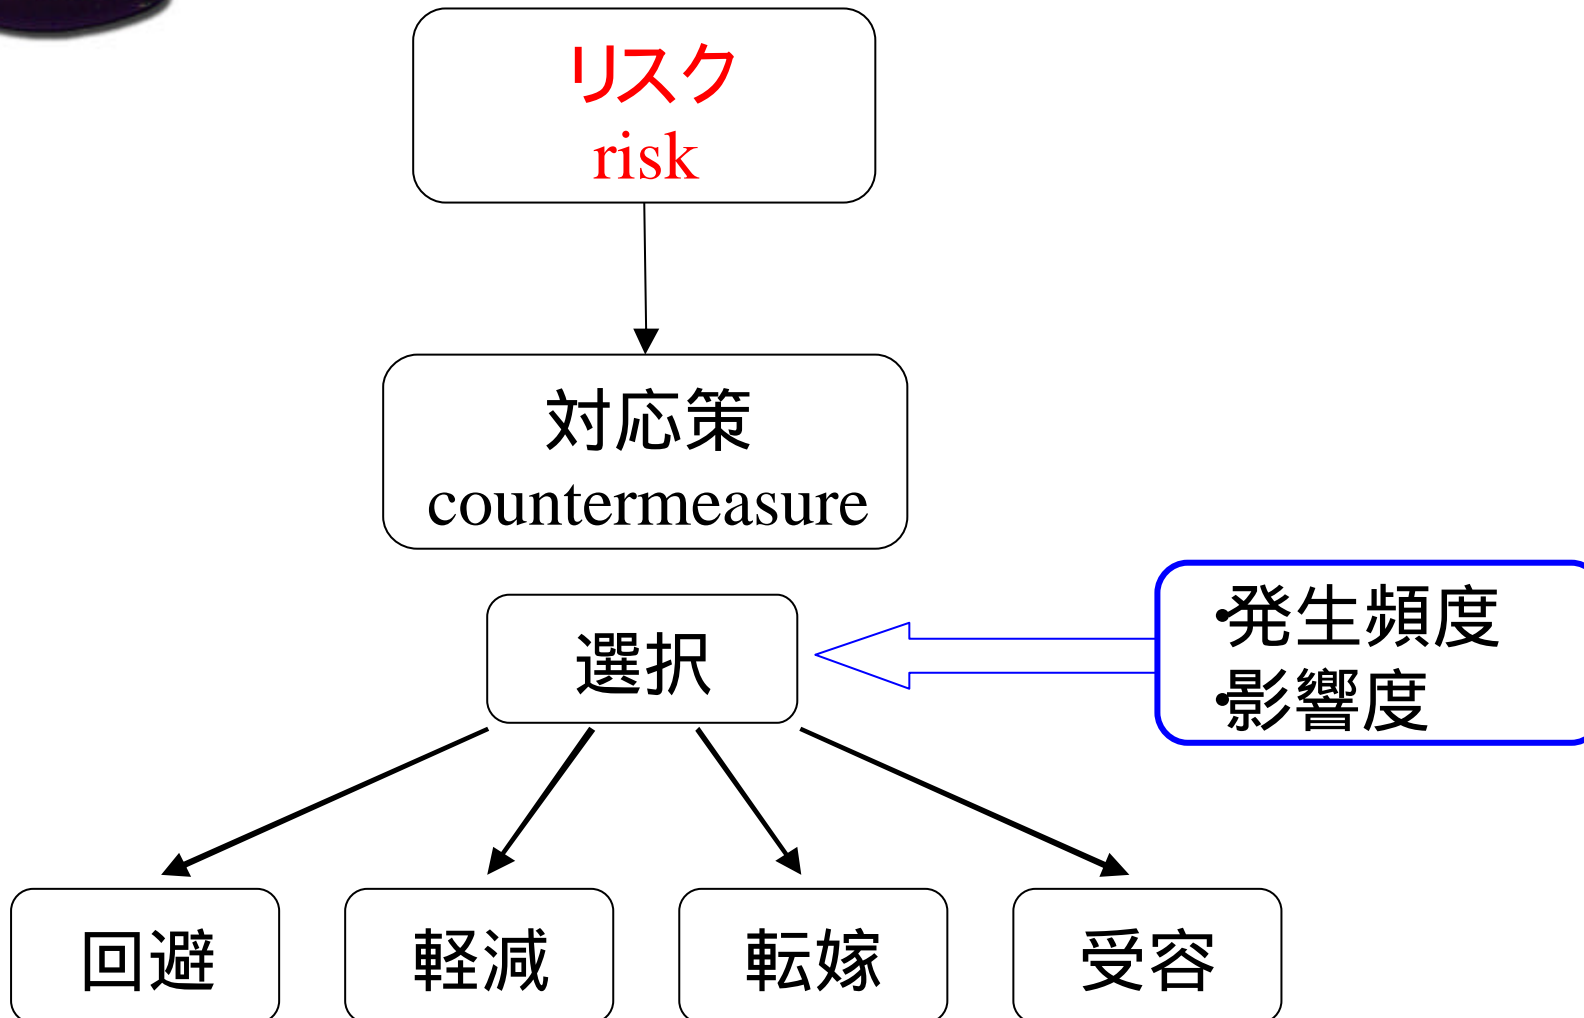 リスク
risk
対応策
countermeasure
選択
・発生頻度
・影響度
回避
軽減
転嫁
受容